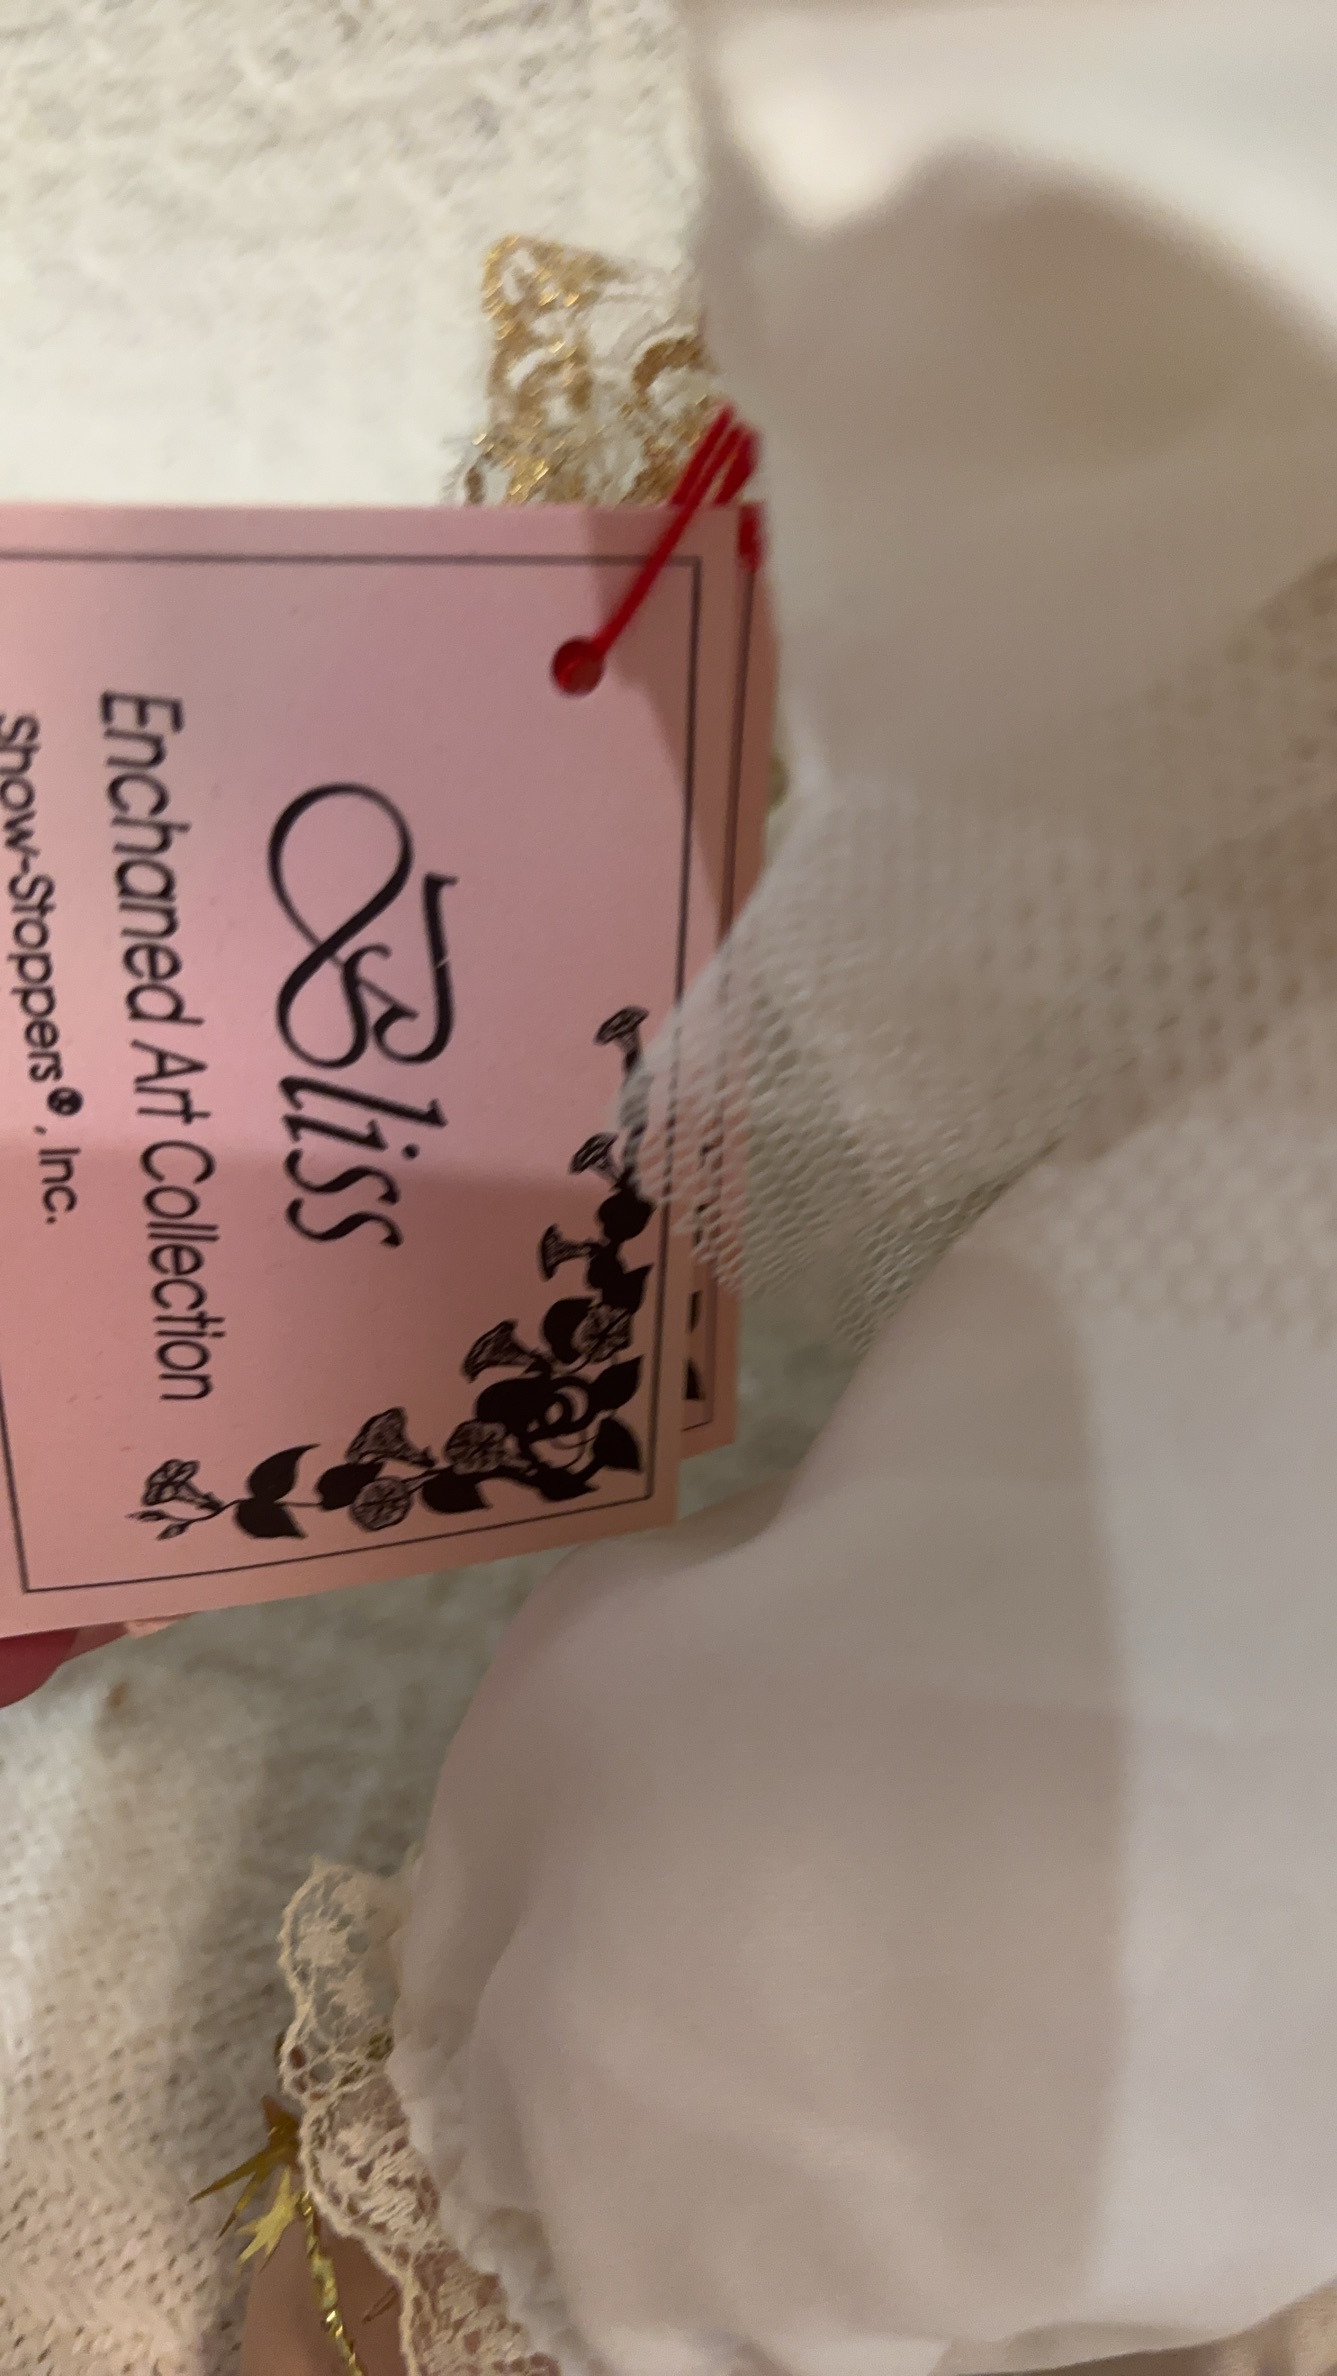 Bliss
Enchaned Art Collection
Show-Stoppers®, Inc.